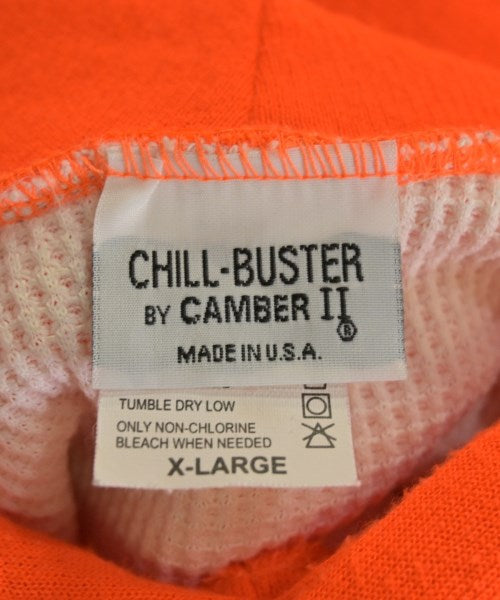 CHILL-BUSTER
BY CAMBER II ®
MADE IN U.S.A.
TUMBLE DRY LOW
ONLY NON-CHLORINE
BLEACH WHEN NEEDED
X-LARGE